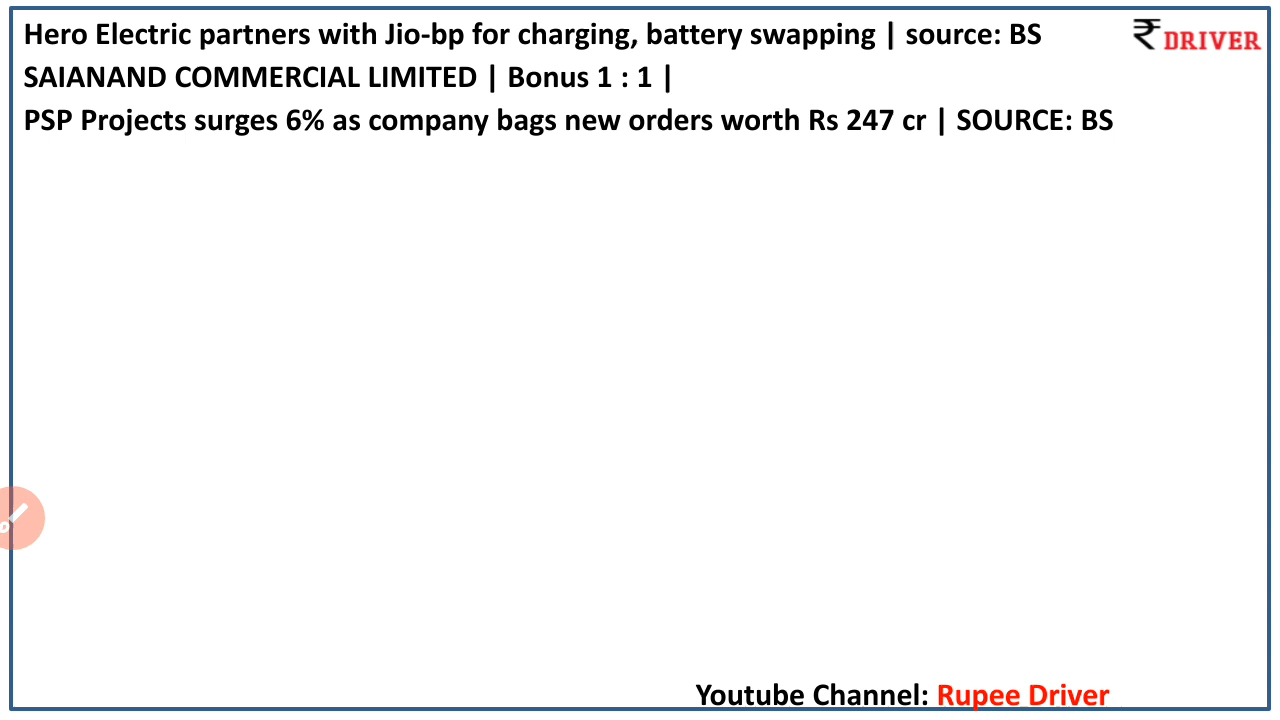 Hero Electric partners with Jio-bp for charging, battery swapping | source: BS
₹ DRIVER
SAIANAND COMMERCIAL LIMITED | Bonus 1 : 1 |
PSP Projects surges 6% as company bags new orders worth Rs 247 cr | SOURCE: BS
Youtube Channel: Rupee Driver